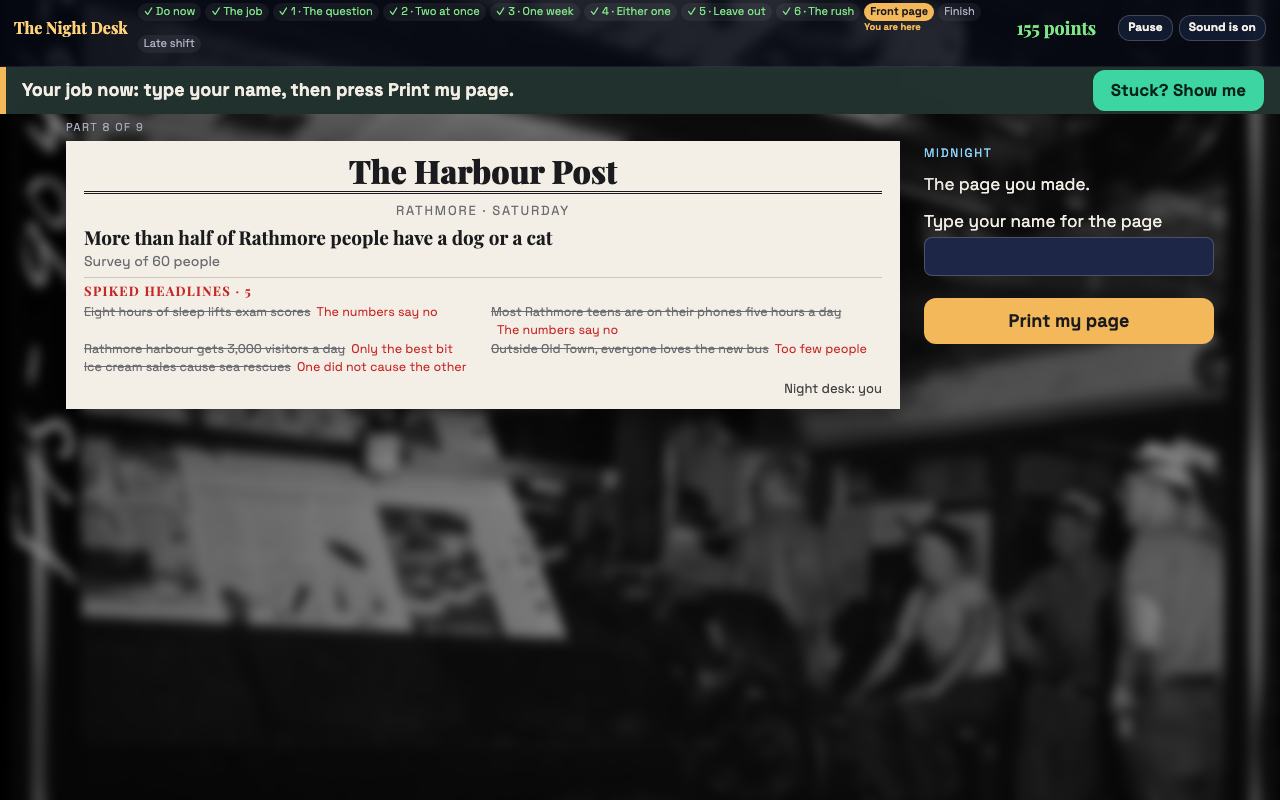 The Night Desk
✓ Do now ✓ The job ✓ 1 · The question ✓ 2 · Two at once ✓ 3 · One week ✓ 4 · Either one ✓ 5 · Leave out ✓ 6 · The rush Front page Finish
You are here
Late shift
155 points
Pause
Sound is on
Your job now: type your name, then press Print my page.
Stuck? Show me
PART 8 OF 9
The Harbour Post
RATHMORE · SATURDAY
More than half of Rathmore people have a dog or a cat
Survey of 60 people
SPIKED HEADLINES · 5
Eight hours of sleep lifts exam scores The numbers say no
Most Rathmore teens are on their phones five hours a day
The numbers say no
Rathmore harbour gets 3,000 visitors a day Only the best bit
Outside Old Town, everyone loves the new bus Too few people
Ice cream sales cause sea rescues One did not cause the other
Night desk: you
MIDNIGHT
The page you made.
Type your name for the page
Print my page